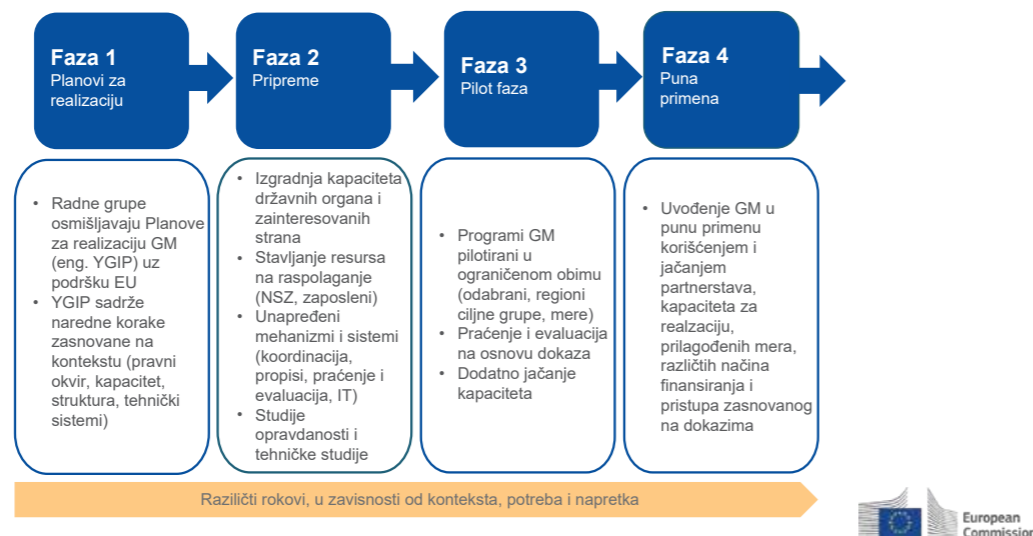 Faza 1
Planovi za
realizaciju
Faza 2
Pripreme
Faza 3
Pilot faza
Faza 4
Puna
primena
• Radne grupe
osmišljavaju Planove
za realizaciju GM
(eng. YGIP) uz
podršku EU
• YGIP sadrže
naredne korake
zasnovane na
kontekstu (pravni
okvir, kapacitet,
struktura, tehnički
sistemi)
• Izgradnja kapaciteta
državnih organa i
zainteresovanih
strana
• Stavljanje resursa
na raspolaganje
(NSZ, zaposleni)
• Unapređeni
mehanizmi i sistemi
(koordinacija,
propisi, praćenje i
evaluacija, IT)
• Studije
opravdanosti i
tehničke studije
• Programi GM
pilotirani u
ograničenom obimu
(odabrani, regioni
ciljne grupe, mere)
• Praćenje i evaluacija
na osnovu dokaza
• Dodatno jačanje
kapaciteta
• Uvođenje GM u
punu primenu
korišćenjem i
jačanjem
partnerstava,
kapaciteta za
realzaciju,
prilagođenih mera,
različtih načina
finansiranja i
pristupa zasnovanog
na dokazima
Raziličti rokovi, u zavisnosti od konteksta, potreba i napretka
European
Commission